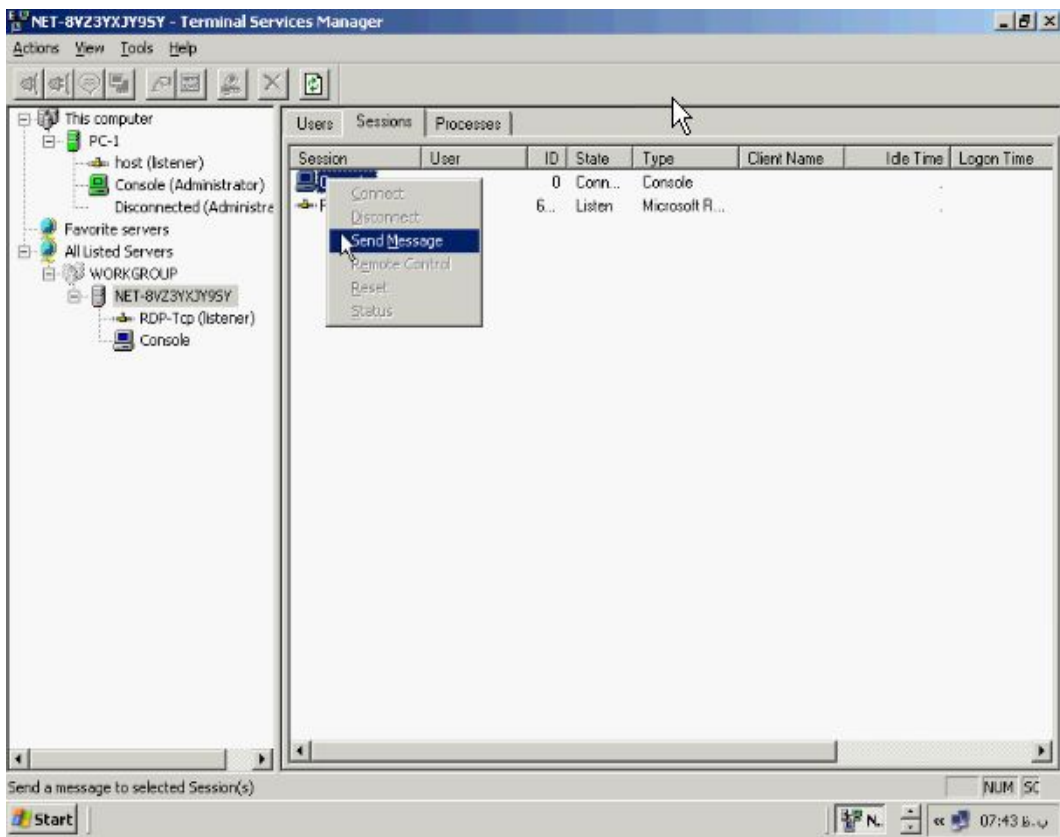 NET-8VZ3YXJY95Y - Terminal Services Manager
Actions View Tools Help
This computer
PC-1
host (listener)
Console (Administrator)
Disconnected (Administre
Favorite servers
All Listed Servers
WORKGROUP
NET-8VZ3YXJY95Y
RDP-Tcp (listener)
Console
Users Sessions Processes
Session User ID State Type Client Name Idle Time Logon Time
0 Conn... Console .
6... Listen Microsoft R... .
Connect
Disconnect
Send Message
Remote Control
Reset
Status
Send a message to selected Session(s)
NUM SC
Start N... « 07:43 ب.ظ